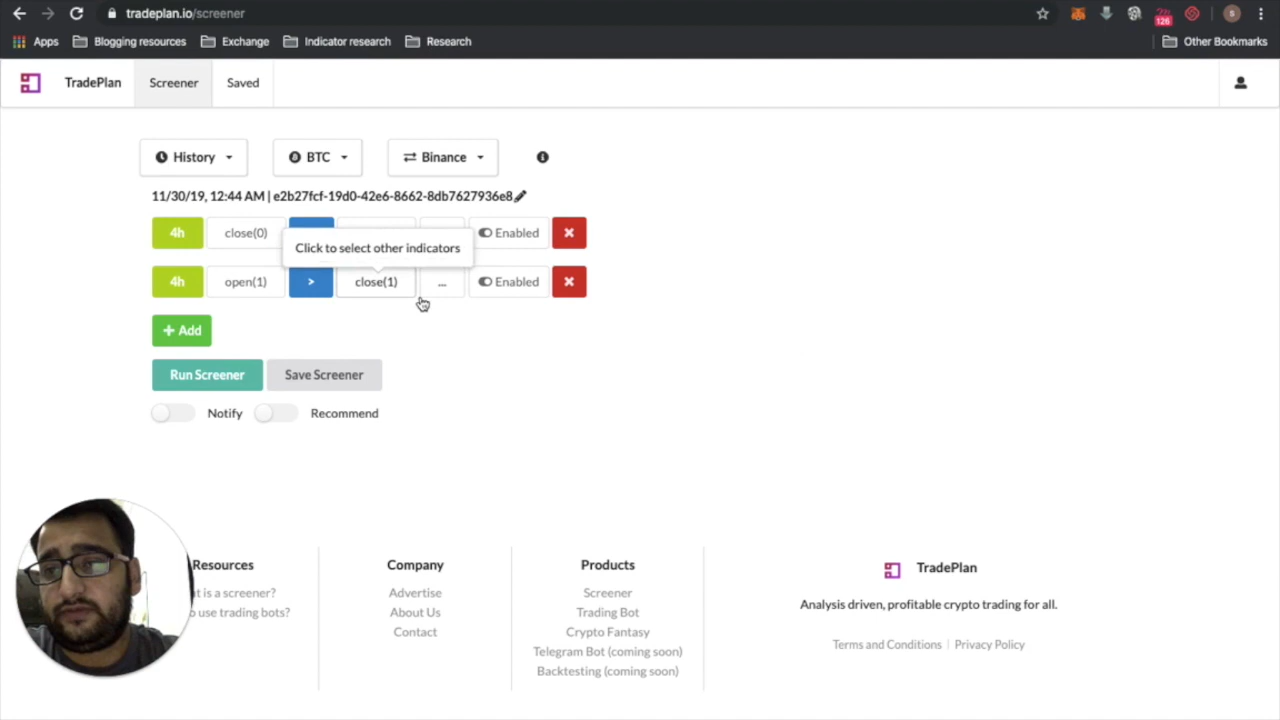 tradeplan.io/screener
126
S
Apps Blogging resources Exchange Indicator research Research Other Bookmarks
TradePlan Screener Saved
History BTC Binance
11/30/19, 12:44 AM | e2b27fcf-19d0-42e6-8662-8db7627936e8
4h close(0) Enabled
Click to select other indicators
4h open(1) > close(1) ... Enabled
+ Add
Run Screener Save Screener
Notify Recommend
Resources Company Products TradePlan
t is a screener? Advertise Screener
use trading bots? About Us Trading Bot Analysis driven, profitable crypto trading for all.
Contact Crypto Fantasy
Telegram Bot (coming soon) Terms and Conditions | Privacy Policy
Backtesting (coming soon)